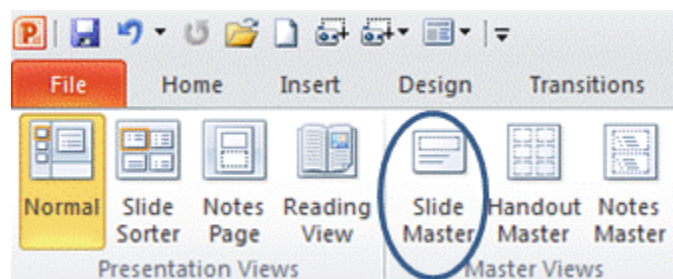 P
File Home Insert Design Transitions
Normal Slide Notes Reading Slide Handout Notes
Sorter Page View Master Master Master
Presentation Views Master Views